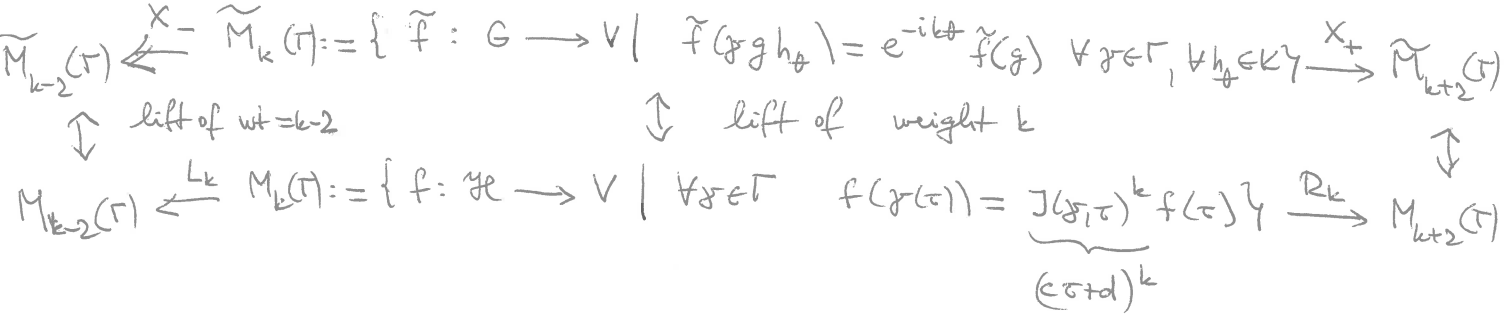 M̃_{k-2}(Γ) ←X₋ M̃_k(Γ) := { f̃ : G → V | f̃(γgh_θ) = e^{-ikθ} f̃(g) ∀γ∈Γ, ∀h_θ∈K} →X₊ M̃_{k+2}(Γ)
↕ lift of wt = k-2 ↕ lift of weight k ↕
M_{k-2}(Γ) ←L_k M_k(Γ) := { f : ℋ → V | ∀γ∈Γ f(γ(τ)) = J(γ,τ)^k f(τ)} →R_k M_{k+2}(Γ)
(cτ+d)^k